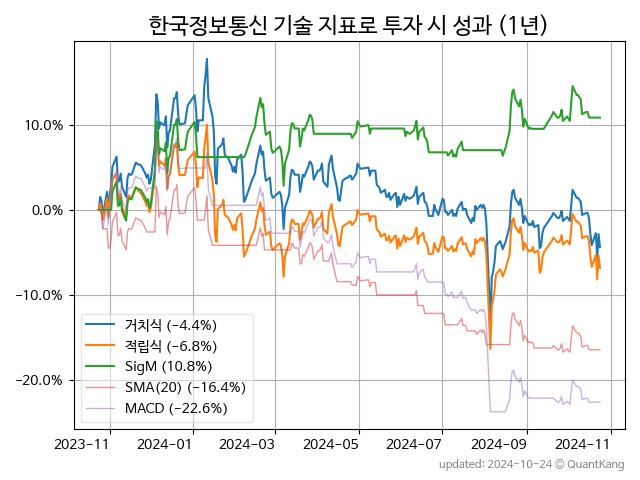 한국정보통신 기술 지표로 투자 시 성과 (1년)
10.0%
0.0%
−10.0%
−20.0%
거치식 (−4.4%)
적립식 (−6.8%)
SigM (10.8%)
SMA(20) (−16.4%)
MACD (−22.6%)
2023-11 2024-01 2024-03 2024-05 2024-07 2024-09 2024-11
updated: 2024-10-24 © QuantKang